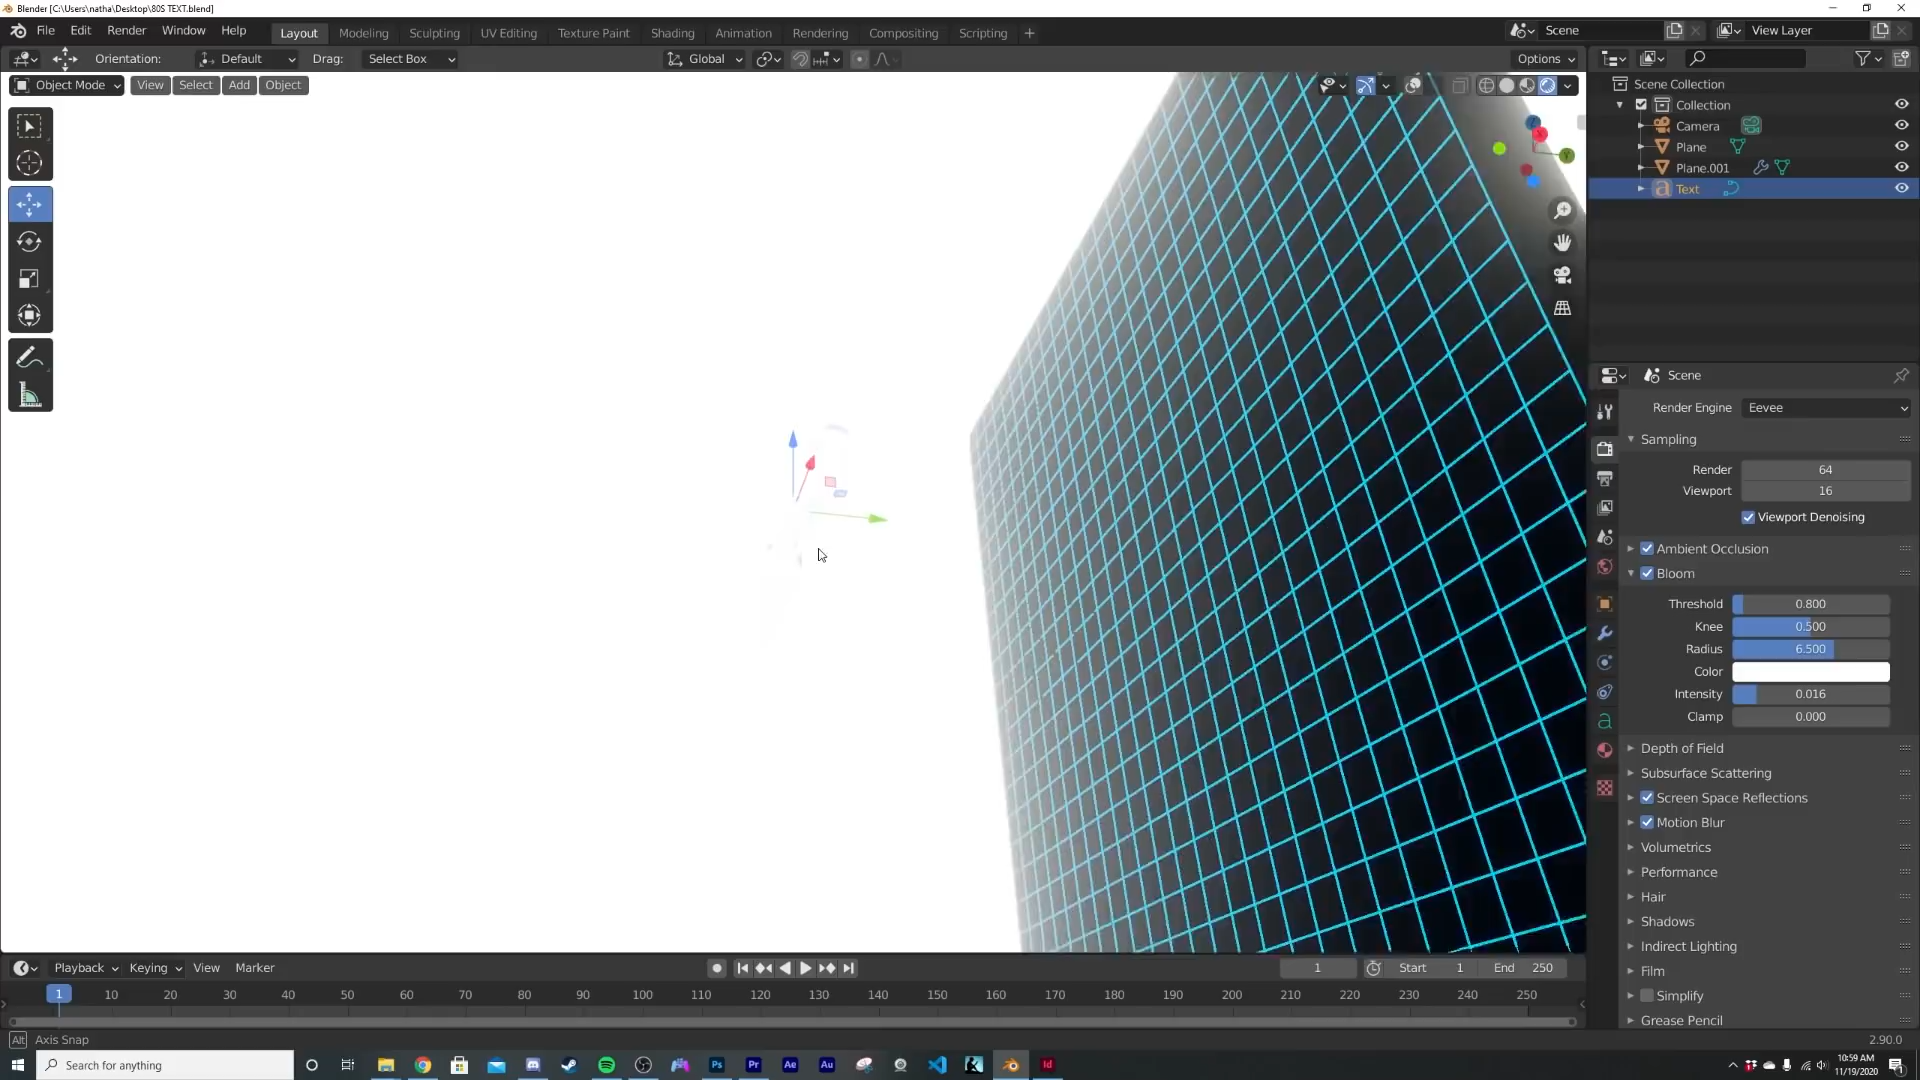 Blender [C:\Users\natha\Desktop\80S TEXT.blend]
File Edit Render Window Help Layout Modeling Sculpting UV Editing Texture Paint Shading Animation Rendering Compositing Scripting + Scene View Layer
Orientation: Default Drag: Select Box Global Options
Object Mode View Select Add Object
Scene Collection
Collection
Camera
Plane
Plane.001
Text
Scene
Render Engine Eevee
Sampling
Render 64
Viewport 16
Viewport Denoising
Ambient Occlusion
Bloom
Threshold 0.800
Knee 0.500
Radius 6.500
Color
Intensity 0.016
Clamp 0.000
Depth of Field
Subsurface Scattering
Screen Space Reflections
Motion Blur
Volumetrics
Performance
Hair
Shadows
Indirect Lighting
Film
Simplify
Grease Pencil
Playback Keying View Marker 1 Start 1 End 250
1 10 20 30 40 50 60 70 80 90 100 110 120 130 140 150 160 170 180 190 200 210 220 230 240 250
Alt Axis Snap 2.90.0
Search for anything Ps Pr Ae Au Id 10:59 AM
11/19/2020